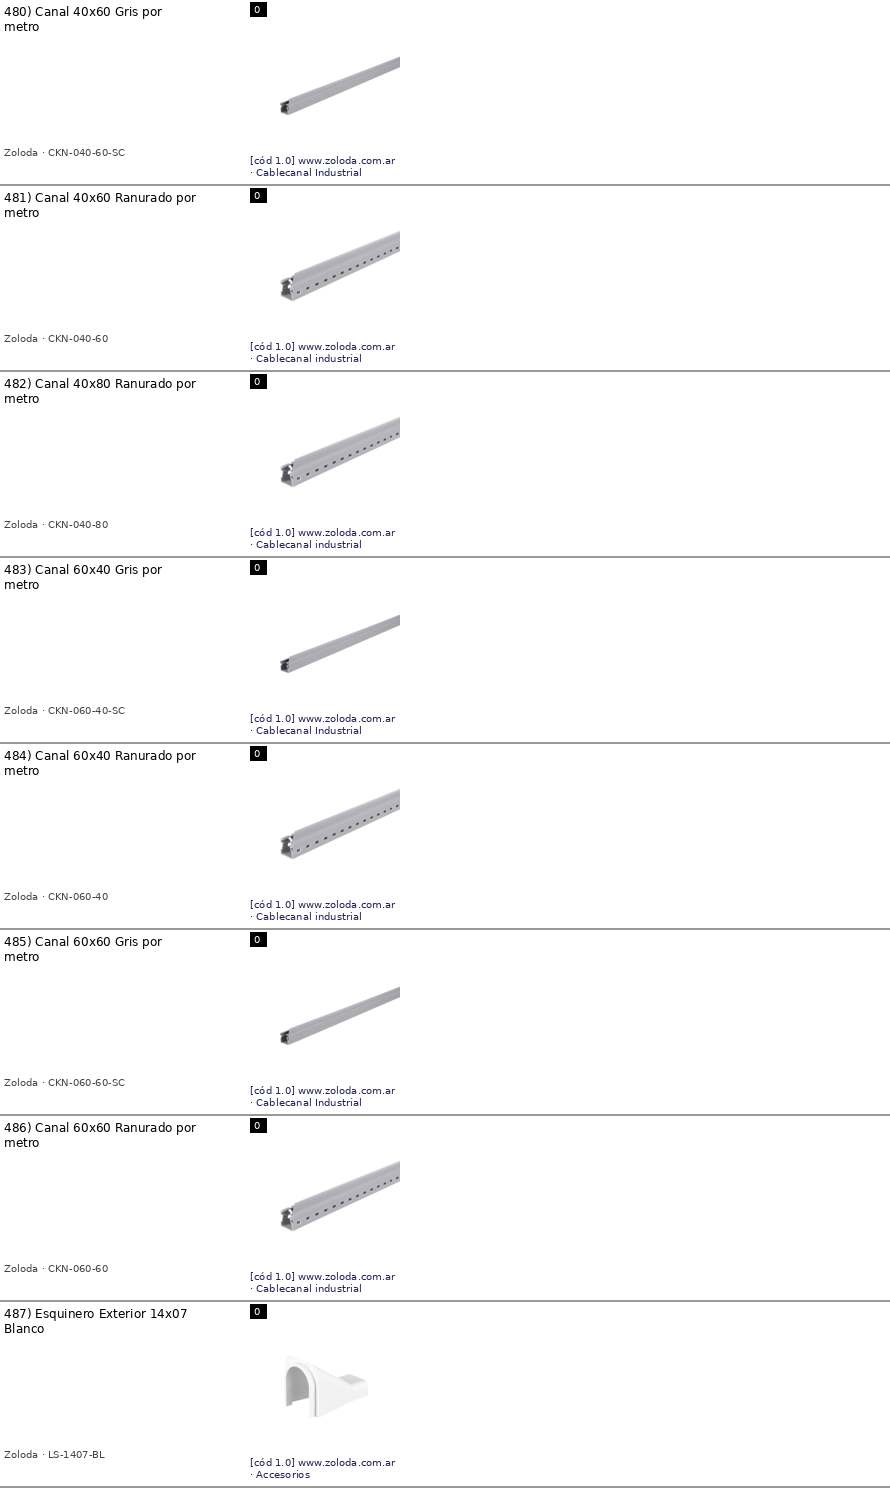 480) Canal 40x60 Gris por
metro
0
Zoloda · CKN-040-60-SC
[cód 1.0] www.zoloda.com.ar
· Cablecanal Industrial
481) Canal 40x60 Ranurado por
metro
0
Zoloda · CKN-040-60
[cód 1.0] www.zoloda.com.ar
· Cablecanal industrial
482) Canal 40x80 Ranurado por
metro
0
Zoloda · CKN-040-80
[cód 1.0] www.zoloda.com.ar
· Cablecanal industrial
483) Canal 60x40 Gris por
metro
0
Zoloda · CKN-060-40-SC
[cód 1.0] www.zoloda.com.ar
· Cablecanal Industrial
484) Canal 60x40 Ranurado por
metro
0
Zoloda · CKN-060-40
[cód 1.0] www.zoloda.com.ar
· Cablecanal industrial
485) Canal 60x60 Gris por
metro
0
Zoloda · CKN-060-60-SC
[cód 1.0] www.zoloda.com.ar
· Cablecanal Industrial
486) Canal 60x60 Ranurado por
metro
0
Zoloda · CKN-060-60
[cód 1.0] www.zoloda.com.ar
· Cablecanal industrial
487) Esquinero Exterior 14x07
Blanco
0
Zoloda · LS-1407-BL
[cód 1.0] www.zoloda.com.ar
· Accesorios